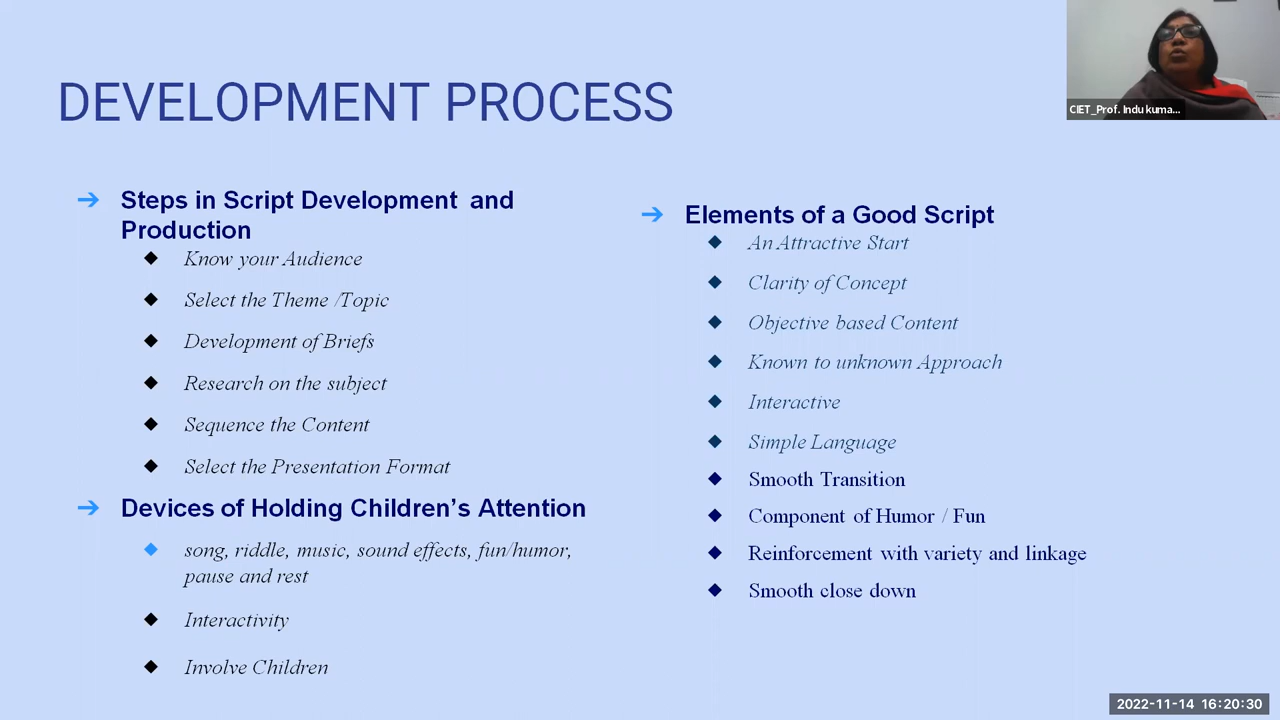 DEVELOPMENT PROCESS
CIET_Prof. Indu kuma...
➔ Steps in Script Development and
Production
◆ Know your Audience
◆ Select the Theme /Topic
◆ Development of Briefs
◆ Research on the subject
◆ Sequence the Content
◆ Select the Presentation Format
➔ Devices of Holding Children’s Attention
◆ song, riddle, music, sound effects, fun/humor,
pause and rest
◆ Interactivity
◆ Involve Children
➔ Elements of a Good Script
◆ An Attractive Start
◆ Clarity of Concept
◆ Objective based Content
◆ Known to unknown Approach
◆ Interactive
◆ Simple Language
◆ Smooth Transition
◆ Component of Humor / Fun
◆ Reinforcement with variety and linkage
◆ Smooth close down
2022-11-14 16:20:30